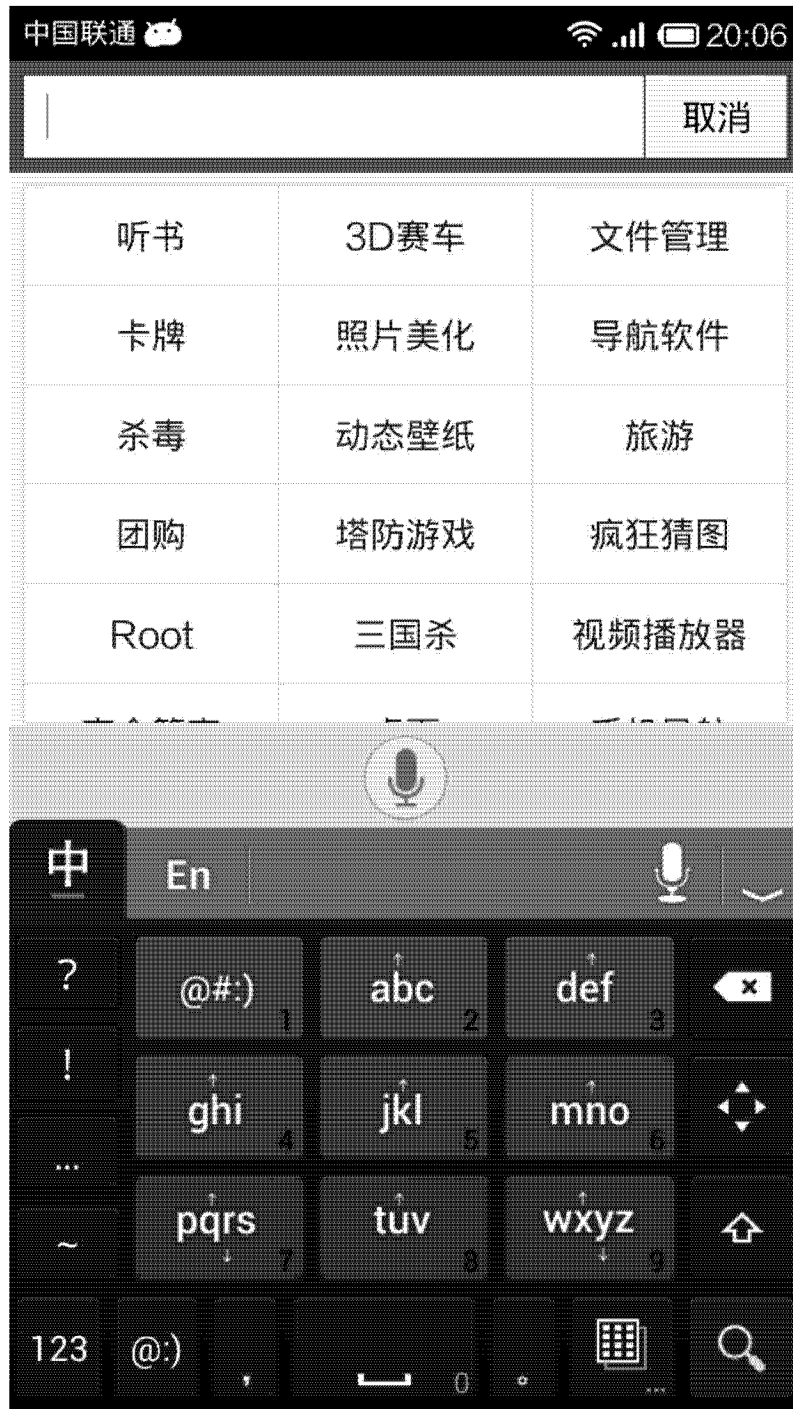 中国联通 20:06
取消
听书 3D赛车 文件管理
卡牌 照片美化 导航软件
杀毒 动态壁纸 旅游
团购 塔防游戏 疯狂猜图
Root 三国杀 视频播放器
中 En
? @#:) 1 abc 2 def 3
! ghi 4 jkl 5 mno 6
...
~ pqrs 7 tuv 8 wxyz 9
123 @:) , 0 。 ...